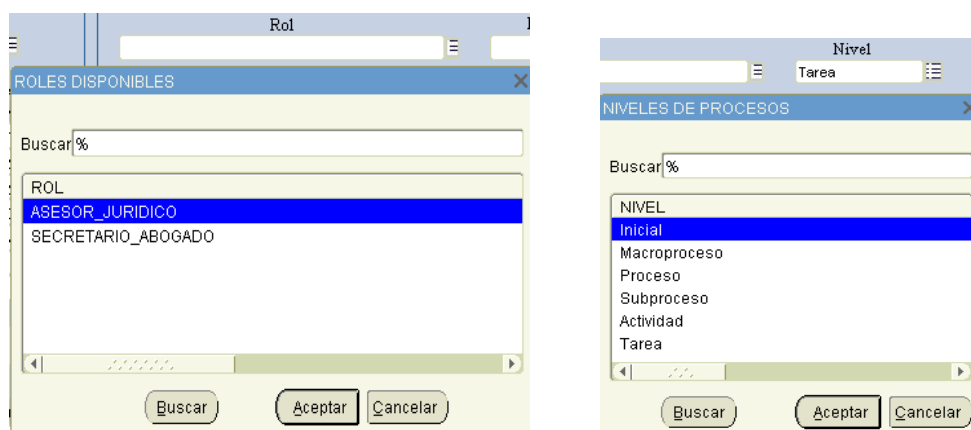 Rol
ROLES DISPONIBLES
Buscar %
ROL
ASESOR_JURIDICO
SECRETARIO_ABOGADO
Buscar
Aceptar
Cancelar
Nivel
Tarea
NIVELES DE PROCESOS
Buscar %
NIVEL
Inicial
Macroproceso
Proceso
Subproceso
Actividad
Tarea
Buscar
Aceptar
Cancelar